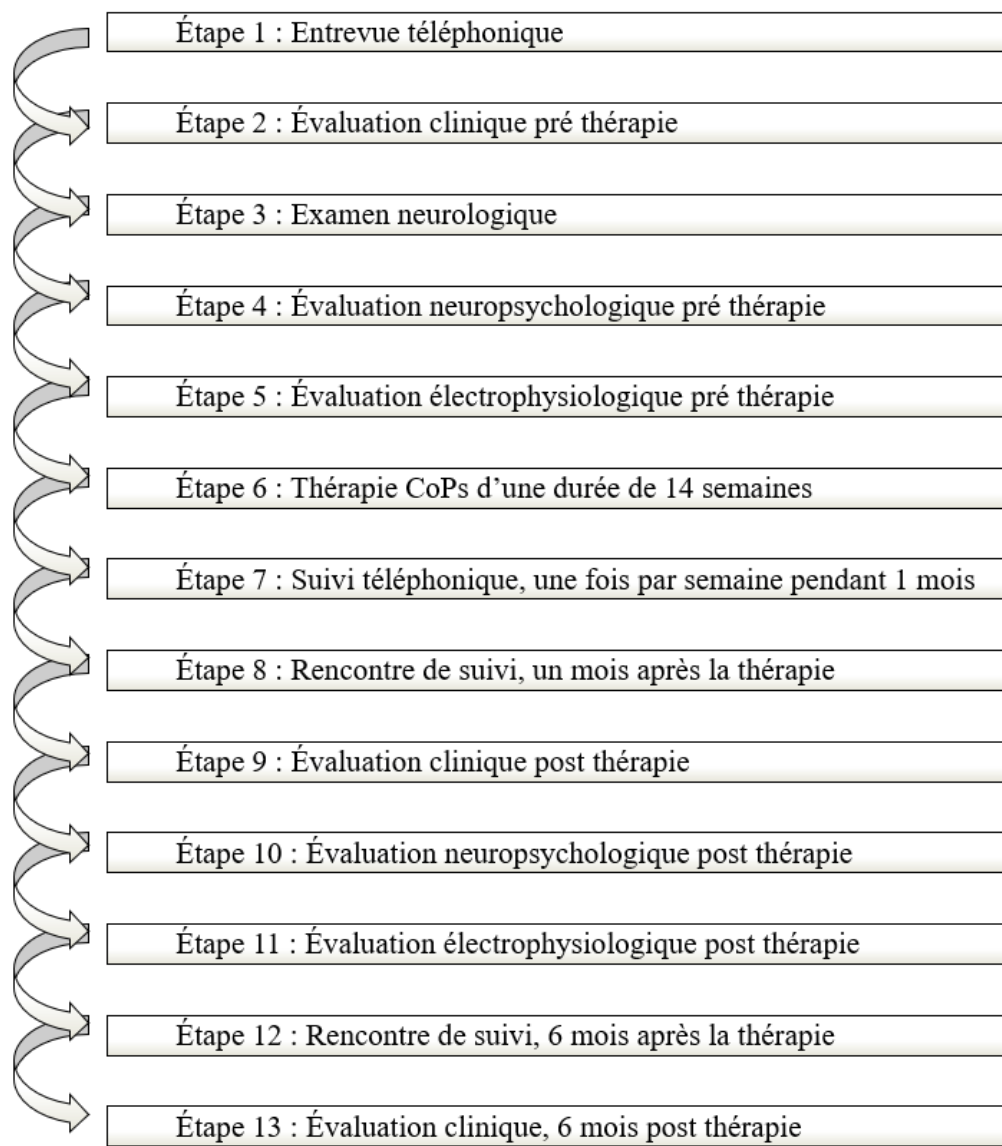 Étape 1 : Entrevue téléphonique
Étape 2 : Évaluation clinique pré thérapie
Étape 3 : Examen neurologique
Étape 4 : Évaluation neuropsychologique pré thérapie
Étape 5 : Évaluation électrophysiologique pré thérapie
Étape 6 : Thérapie CoPs d’une durée de 14 semaines
Étape 7 : Suivi téléphonique, une fois par semaine pendant 1 mois
Étape 8 : Rencontre de suivi, un mois après la thérapie
Étape 9 : Évaluation clinique post thérapie
Étape 10 : Évaluation neuropsychologique post thérapie
Étape 11 : Évaluation électrophysiologique post thérapie
Étape 12 : Rencontre de suivi, 6 mois après la thérapie
Étape 13 : Évaluation clinique, 6 mois post thérapie